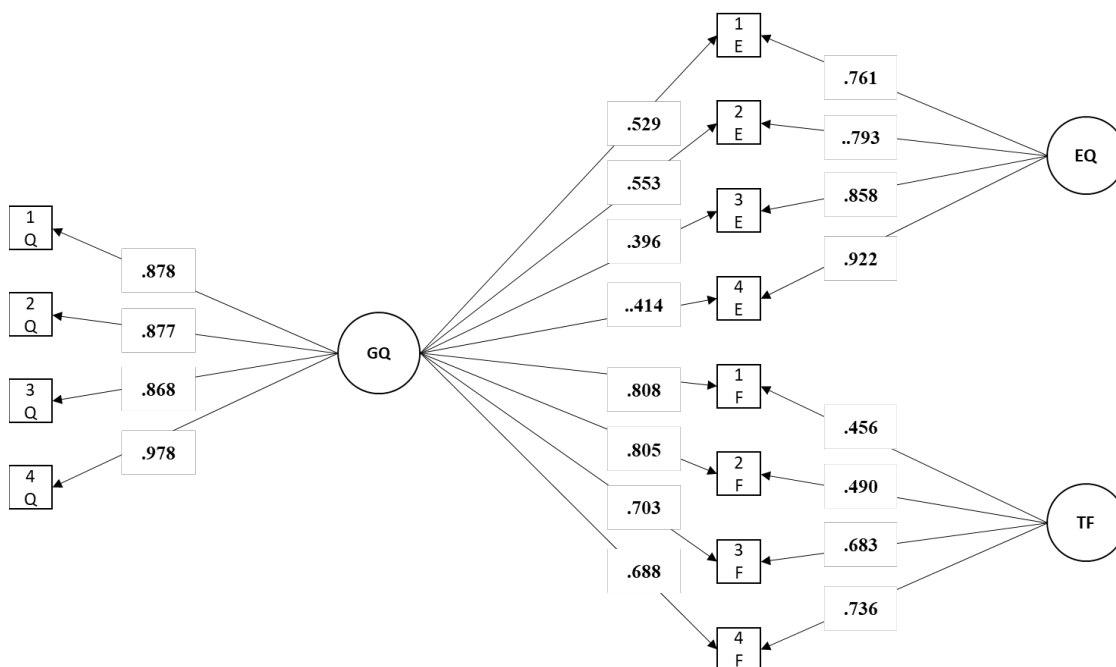 1
E
.761
.529
2
E
..793
EQ
.553
3
E
.858
.396
1
Q
.878
4
E
.922
..414
2
Q
.877
GQ
3
Q
.868
.808
1
F
.456
4
Q
.978
.805
2
F
.490
TF
.703
3
F
.683
.688
4
F
.736